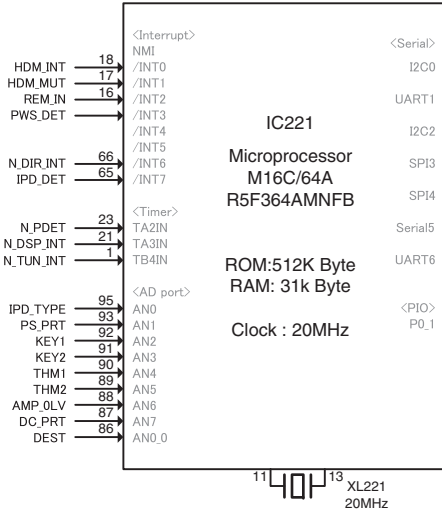 <Interrupt>
NMI
HDM_INT 18 /INT0
HDM_MUT 17 /INT1
REM_IN 16 /INT2
PWS_DET /INT3
/INT4
/INT5
N_DIR_INT 66 /INT6
IPD_DET 65 /INT7
<Timer>
N_PDET 23 TA2IN
N_DSP_INT 21 TA3IN
N_TUN_INT 1 TB4IN
<AD port>
IPD_TYPE 95 AN0
PS_PRT 93 AN1
KEY1 92 AN2
KEY2 91 AN3
THM1 90 AN4
THM2 89 AN5
AMP_0LV 88 AN6
DC_PRT 87 AN7
DEST 86 AN0_0
IC221
Microprocessor
M16C/64A
R5F364AMNFB
ROM:512K Byte
RAM: 31k Byte
Clock : 20MHz
<Serial>
I2C0
UART1
I2C2
SPI3
SPI4
Serial5
UART6
<PIO>
P0_1
11 13 XL221
20MHz